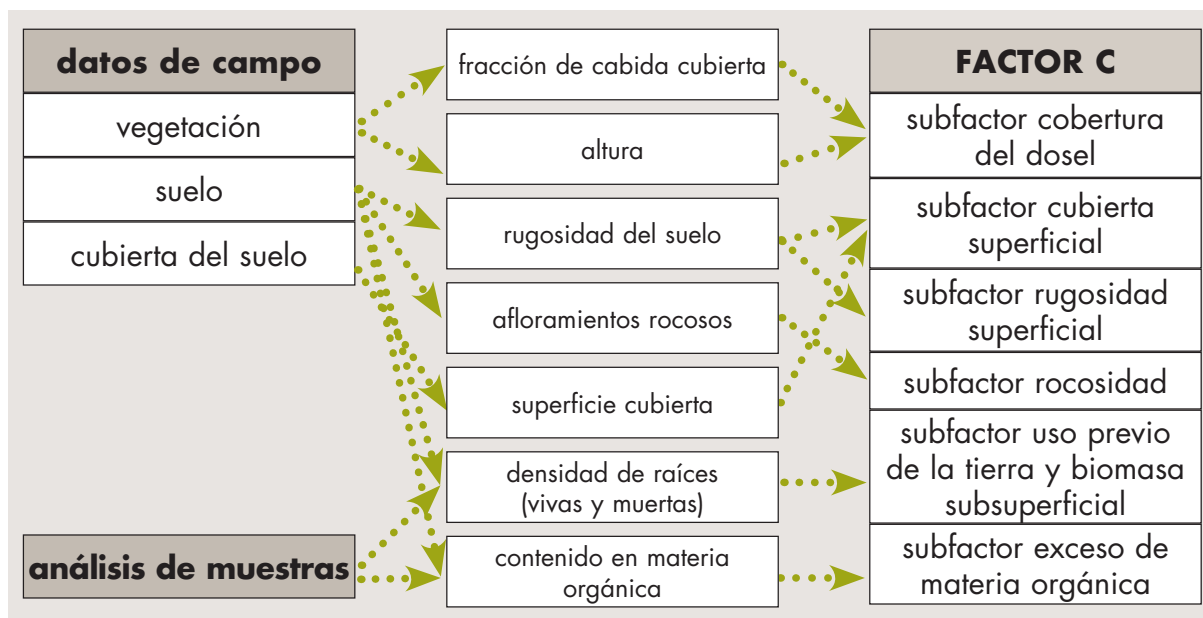 datos de campo
vegetación
suelo
cubierta del suelo
análisis de muestras
fracción de cabida cubierta
altura
rugosidad del suelo
afloramientos rocosos
superficie cubierta
densidad de raíces
(vivas y muertas)
contenido en materia
orgánica
FACTOR C
subfactor cobertura
del dosel
subfactor cubierta
superficial
subfactor rugosidad
superficial
subfactor rocosidad
subfactor uso previo
de la tierra y biomasa
subsuperficial
subfactor exceso de
materia orgánica